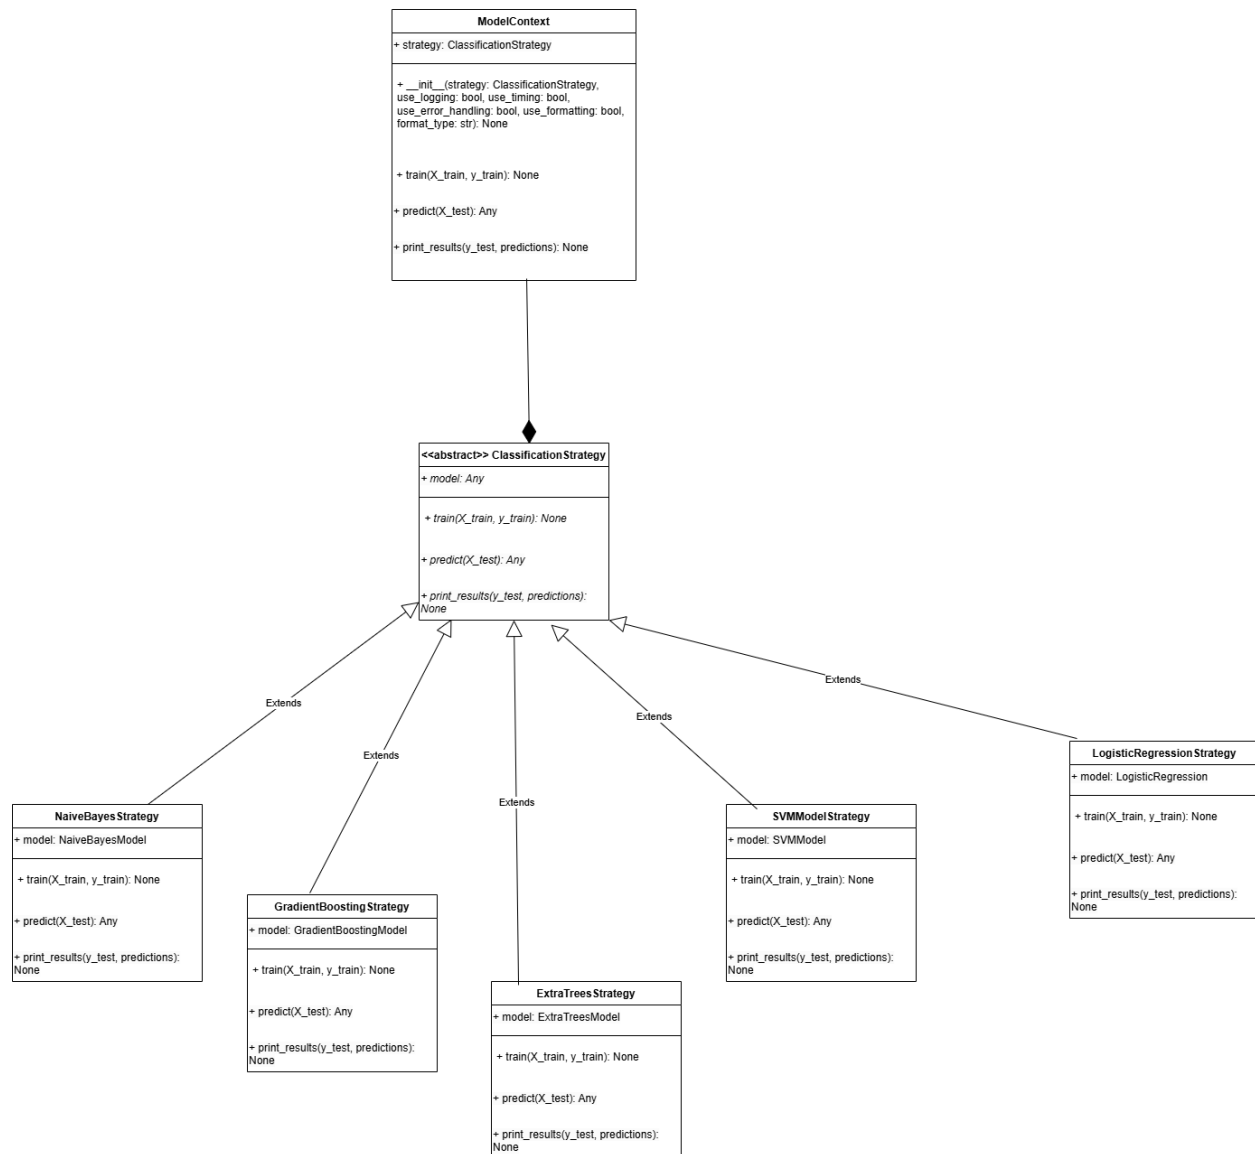 ModelContext
+ strategy: ClassificationStrategy
+ __init__(strategy: ClassificationStrategy,
use_logging: bool, use_timing: bool,
use_error_handling: bool, use_formatting: bool,
format_type: str): None
+ train(X_train, y_train): None
+ predict(X_test): Any
+ print_results(y_test, predictions): None
<<abstract>> ClassificationStrategy
+ model: Any
+ train(X_train, y_train): None
+ predict(X_test): Any
+ print_results(y_test, predictions):
None
Extends
Extends
Extends
Extends
Extends
NaiveBayesStrategy
+ model: NaiveBayesModel
+ train(X_train, y_train): None
+ predict(X_test): Any
+ print_results(y_test, predictions):
None
GradientBoostingStrategy
+ model: GradientBoostingModel
+ train(X_train, y_train): None
+ predict(X_test): Any
+ print_results(y_test, predictions):
None
ExtraTreesStrategy
+ model: ExtraTreesModel
+ train(X_train, y_train): None
+ predict(X_test): Any
+ print_results(y_test, predictions):
None
SVMModelStrategy
+ model: SVMModel
+ train(X_train, y_train): None
+ predict(X_test): Any
+ print_results(y_test, predictions):
None
LogisticRegressionStrategy
+ model: LogisticRegression
+ train(X_train, y_train): None
+ predict(X_test): Any
+ print_results(y_test, predictions):
None